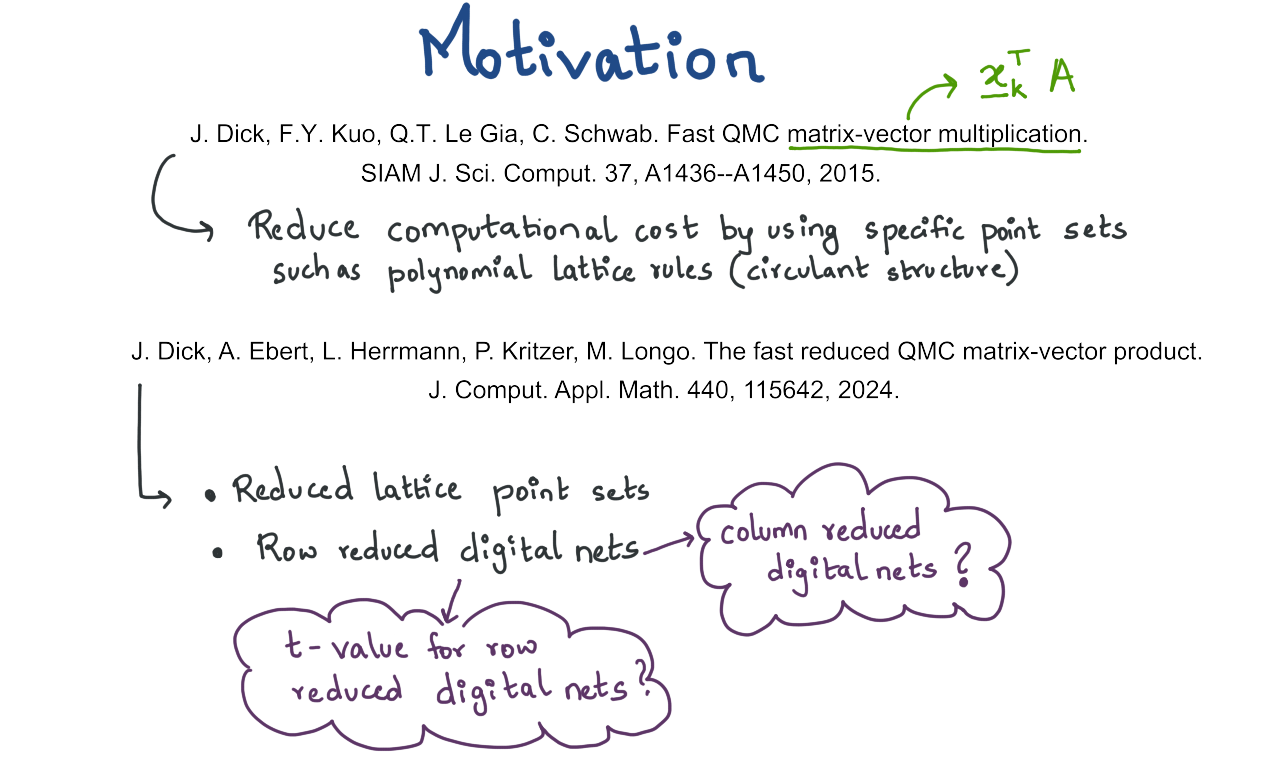 Motivation
x_k^T A
J. Dick, F.Y. Kuo, Q.T. Le Gia, C. Schwab. Fast QMC matrix-vector multiplication.
SIAM J. Sci. Comput. 37, A1436--A1450, 2015.
Reduce computational cost by using specific point sets
such as polynomial lattice rules (circulant structure)
J. Dick, A. Ebert, L. Herrmann, P. Kritzer, M. Longo. The fast reduced QMC matrix-vector product.
J. Comput. Appl. Math. 440, 115642, 2024.
• Reduced lattice point sets
• Row reduced digital nets
column reduced
digital nets ?
t-value for row
reduced digital nets?